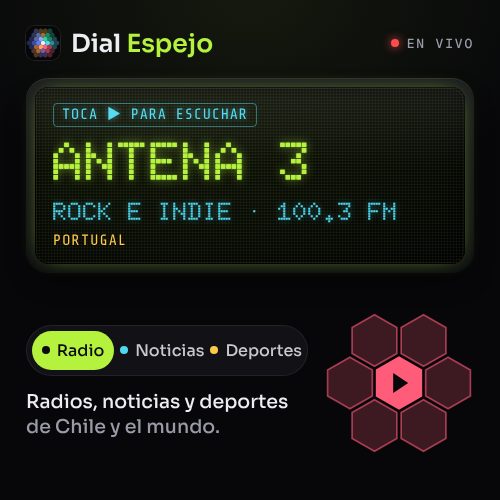 Dial Espejo
EN VIVO
TOCA ▶ PARA ESCUCHAR
ANTENA 3
ROCK E INDIE · 100.3 FM
PORTUGAL
Radio Noticias Deportes
Radios, noticias y deportes
de Chile y el mundo.